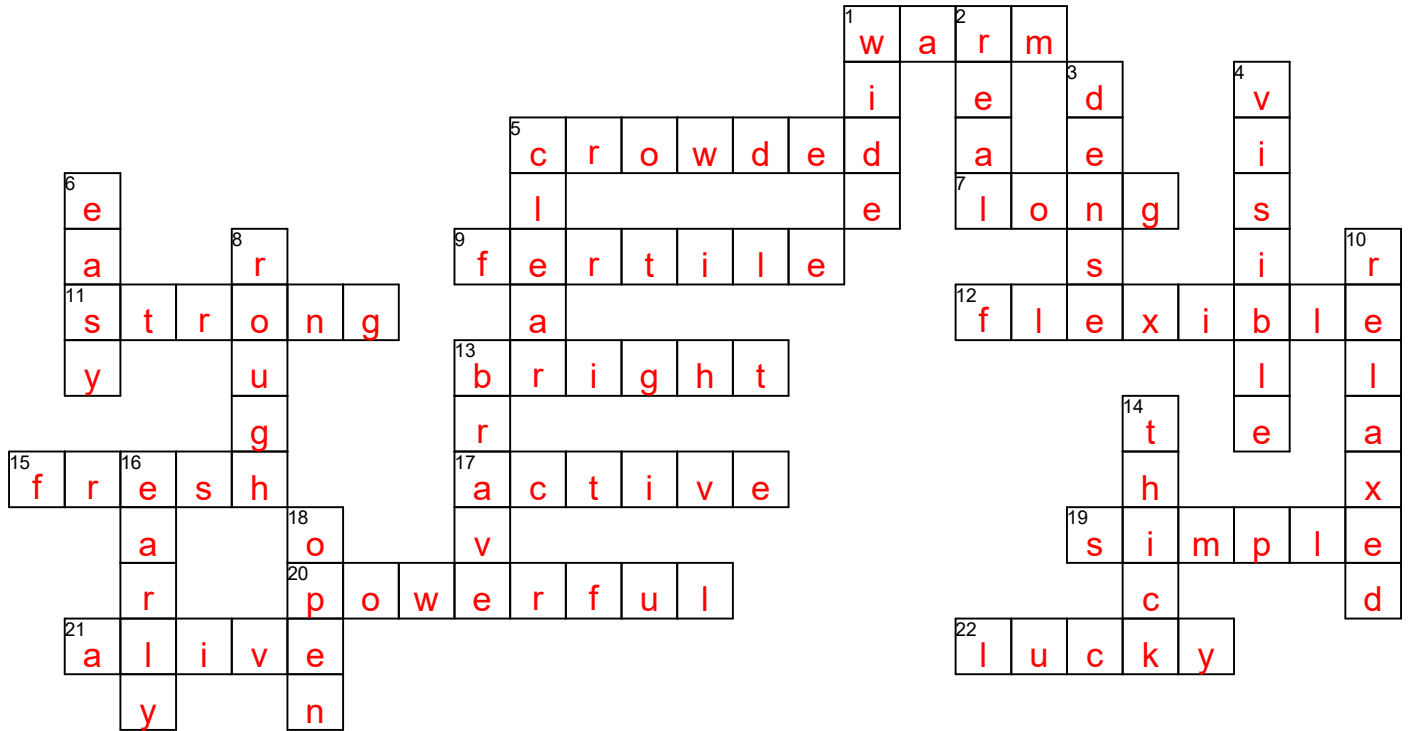 1 w a 2 r m
i e 3 d 4 v
5 c r o w d e d a e i
6 e l e 7 l o n g s
a 8 r 9 f e r t i l e s i 10 r
11 s t r o n g a 12 f l e x i b l e
y u 13 b r i g h t l l
g r 14 t e a
15 f r 16 e s h 17 a c t i v e h x
a 18 o v 19 s i m p l e
r 20 p o w e r f u l c d
21 a l i v e 22 l u c k y
y n